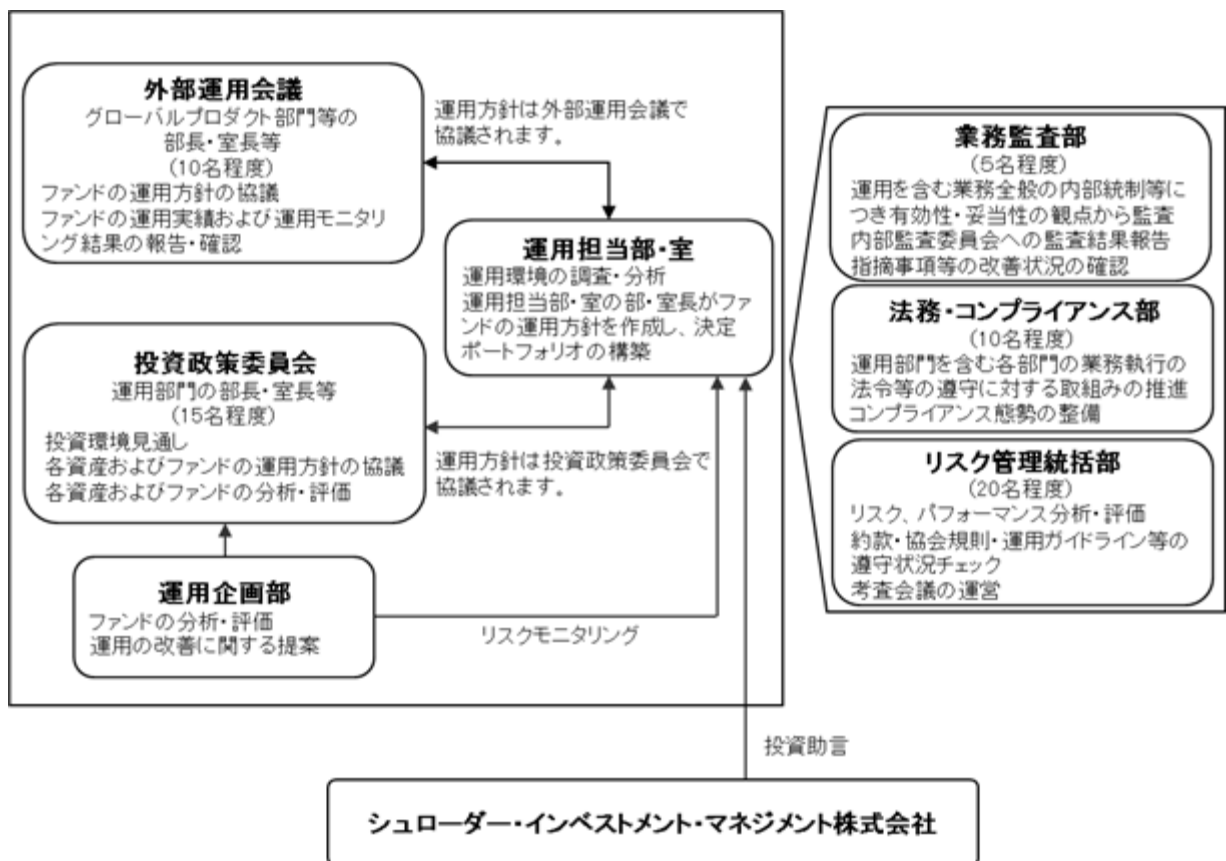 外部運用会議
グローバルプロダクト部門等の
部長・室長等
(10名程度)
ファンドの運用方針の協議
ファンドの運用実績および運用モニタリ
ング結果の報告・確認
運用方針は外部運用会議で
協議されます。
運用担当部・室
運用環境の調査・分析
運用担当部・室の部・室長がファ
ンドの運用方針を作成し、決定
ポートフォリオの構築
投資政策委員会
運用部門の部長・室長等
(15名程度)
投資環境見通し
各資産およびファンドの運用方針の協議
各資産およびファンドの分析・評価
運用方針は投資政策委員会で
協議されます。
運用企画部
ファンドの分析・評価
運用の改善に関する提案
リスクモニタリング
業務監査部
(5名程度)
運用を含む業務全般の内部統制等に
つき有効性・妥当性の観点から監査
内部監査委員会への監査結果報告
指摘事項等の改善状況の確認
法務・コンプライアンス部
(10名程度)
運用部門を含む各部門の業務執行の
法令等の遵守に対する取組みの推進
コンプライアンス態勢の整備
リスク管理統括部
(20名程度)
リスク、パフォーマンス分析・評価
約款・協会規則・運用ガイドライン等の
遵守状況チェック
考査会議の運営
投資助言
シュローダー・インベストメント・マネジメント株式会社